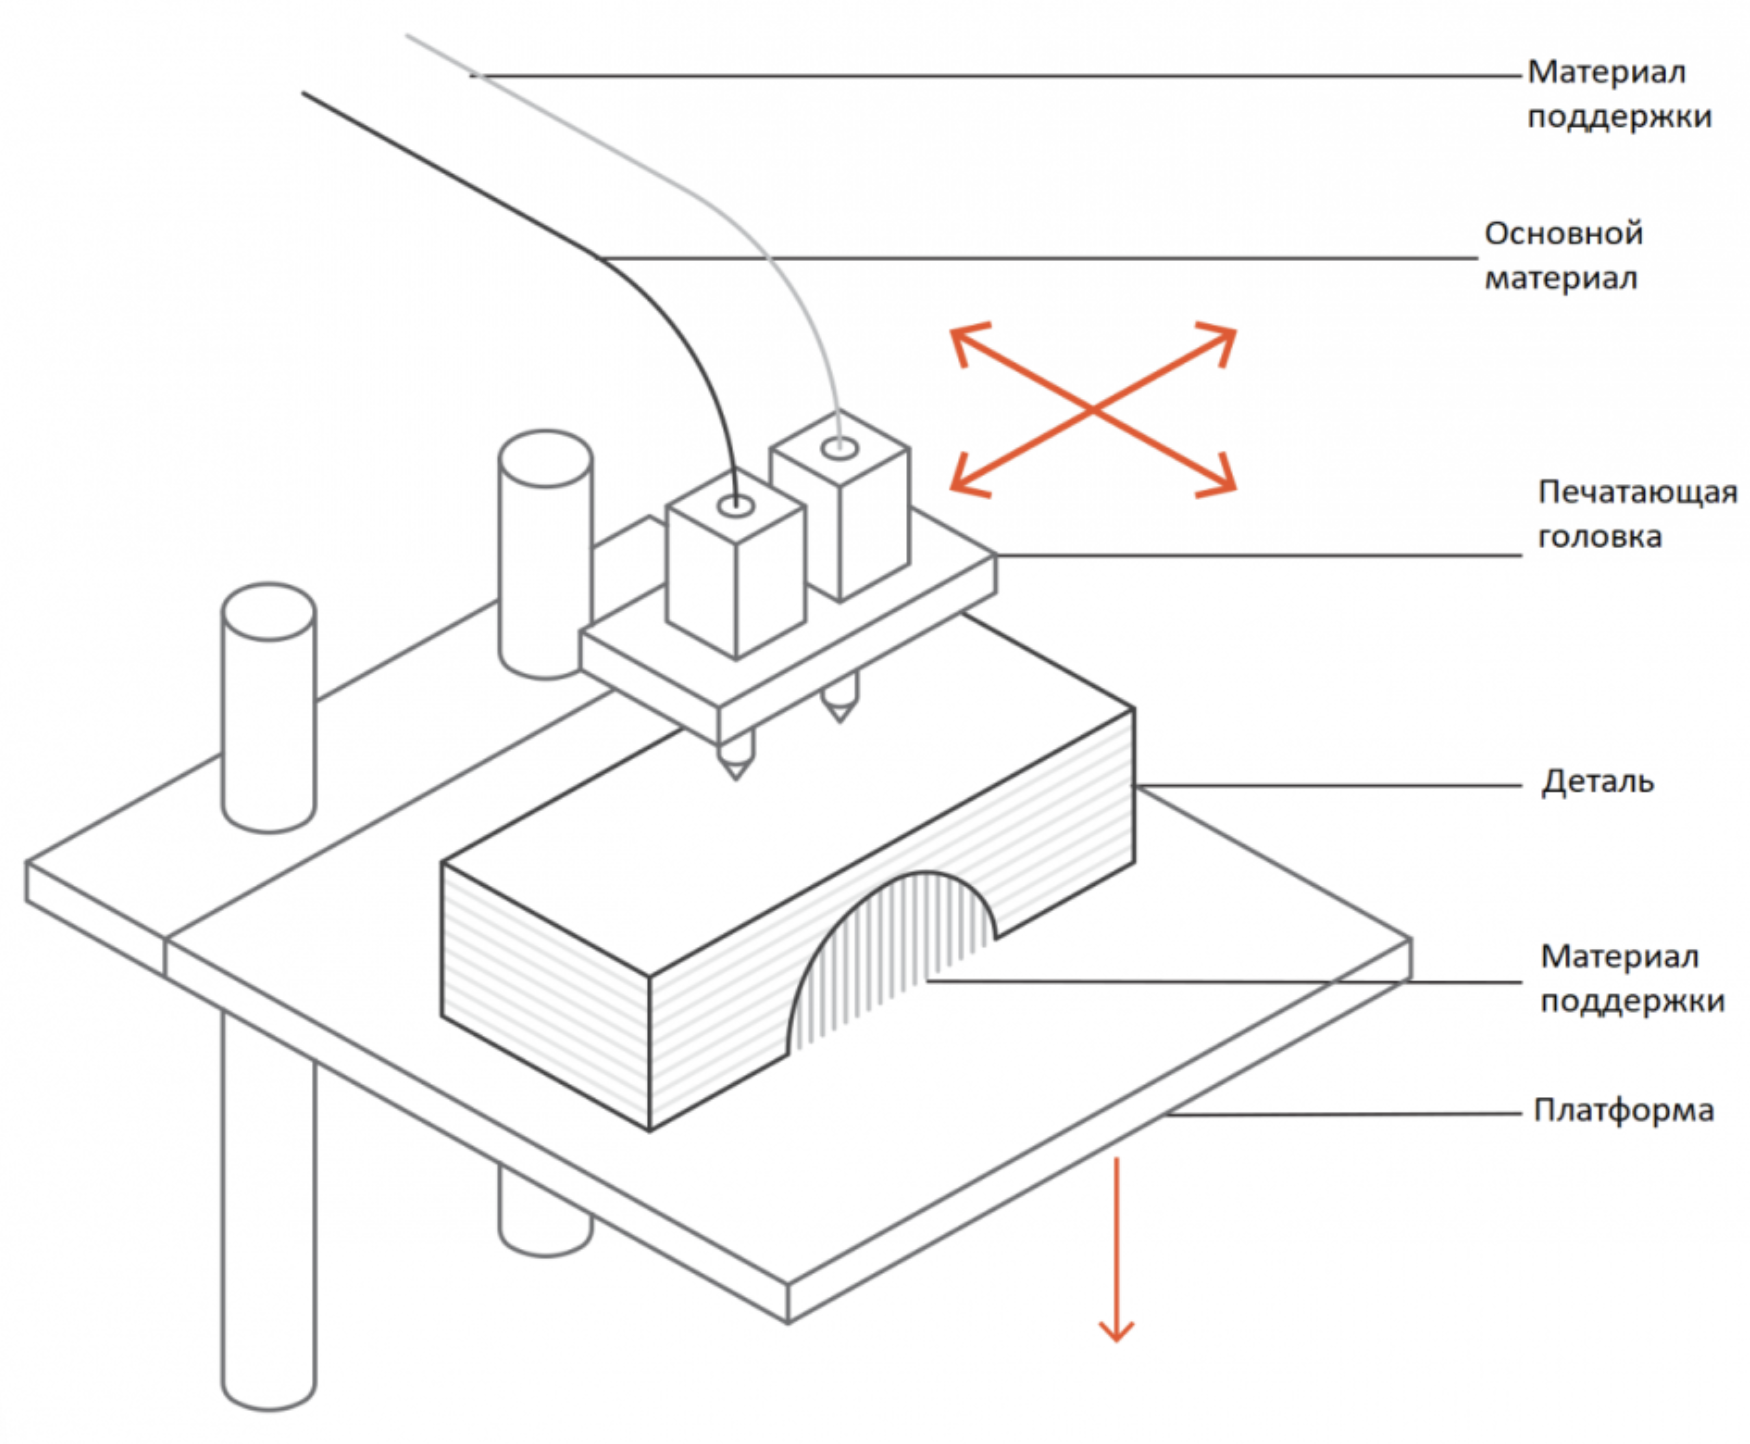 Материал
поддержки
Основной
материал
Печатающая
головка
Деталь
Материал
поддержки
Платформа